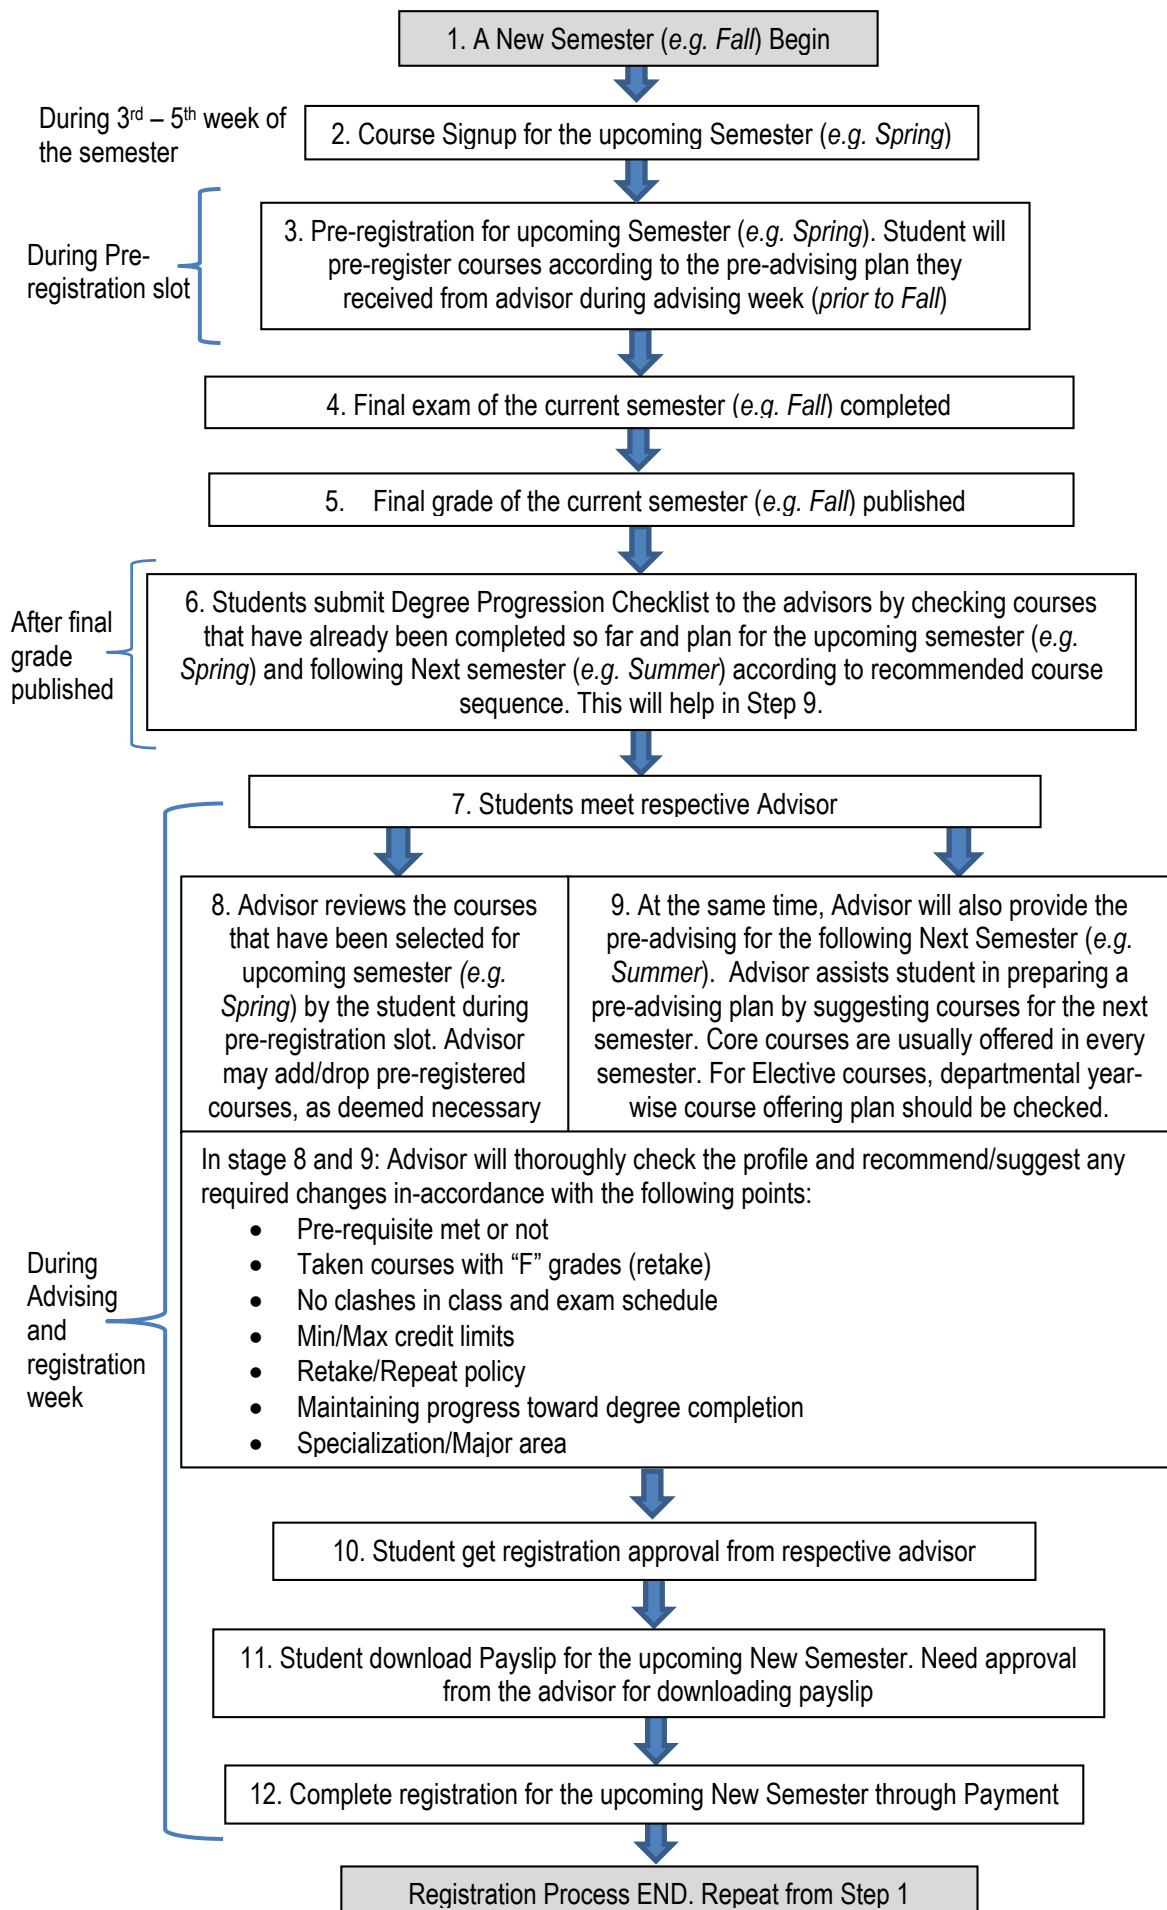 1. A New Semester (e.g. Fall) Begin
During 3rd – 5th week of
the semester
2. Course Signup for the upcoming Semester (e.g. Spring)
During Pre-
registration slot
3. Pre-registration for upcoming Semester (e.g. Spring). Student will
pre-register courses according to the pre-advising plan they
received from advisor during advising week (prior to Fall)
4. Final exam of the current semester (e.g. Fall) completed
5. Final grade of the current semester (e.g. Fall) published
After final
grade
published
6. Students submit Degree Progression Checklist to the advisors by checking courses
that have already been completed so far and plan for the upcoming semester (e.g.
Spring) and following Next semester (e.g. Summer) according to recommended course
sequence. This will help in Step 9.
7. Students meet respective Advisor
8. Advisor reviews the courses
that have been selected for
upcoming semester (e.g.
Spring) by the student during
pre-registration slot. Advisor
may add/drop pre-registered
courses, as deemed necessary
9. At the same time, Advisor will also provide the
pre-advising for the following Next Semester (e.g.
Summer). Advisor assists student in preparing a
pre-advising plan by suggesting courses for the next
semester. Core courses are usually offered in every
semester. For Elective courses, departmental year-
wise course offering plan should be checked.
In stage 8 and 9: Advisor will thoroughly check the profile and recommend/suggest any
required changes in-accordance with the following points:
• Pre-requisite met or not
• Taken courses with “F” grades (retake)
• No clashes in class and exam schedule
• Min/Max credit limits
• Retake/Repeat policy
• Maintaining progress toward degree completion
• Specialization/Major area
During
Advising
and
registration
week
10. Student get registration approval from respective advisor
11. Student download Payslip for the upcoming New Semester. Need approval
from the advisor for downloading payslip
12. Complete registration for the upcoming New Semester through Payment
Registration Process END. Repeat from Step 1